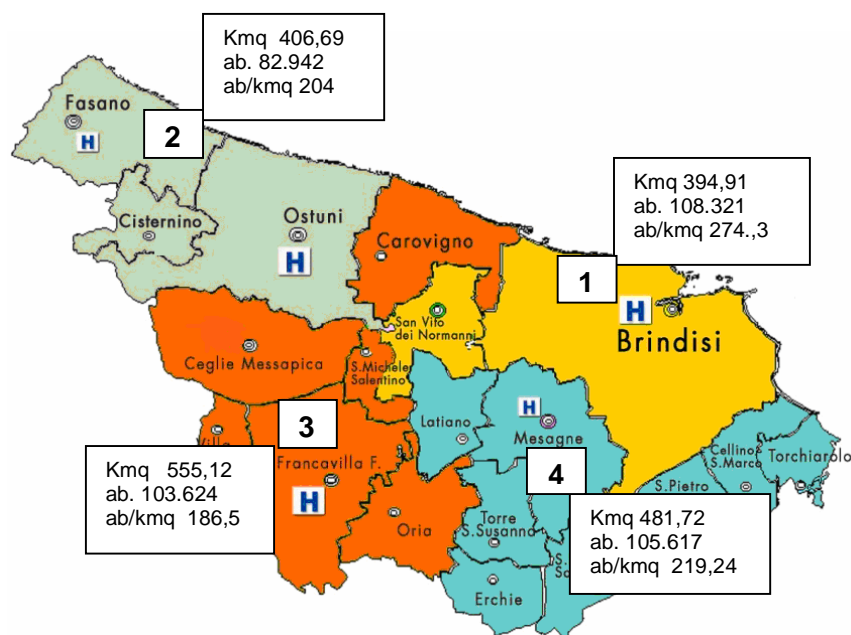 Kmq 406,69
ab. 82.942
ab/kmq 204
Fasano
H
2
Cisternino
Ostuni
H
Carovigno
Kmq 394,91
ab. 108.321
ab/kmq 274.,3
1
H
Brindisi
San Vito
dei Normanni
Ceglie Messapica
S.Michele
Salentino
Latiano
H
Mesagne
3
Villa
Francavilla F.
H
Kmq 555,12
ab. 103.624
ab/kmq 186,5
Oria
4
Cellino
S.Marco
Torchiarolo
S.Pietro
Torre
S.Susanna
Erchie
Kmq 481,72
ab. 105.617
ab/kmq 219,24